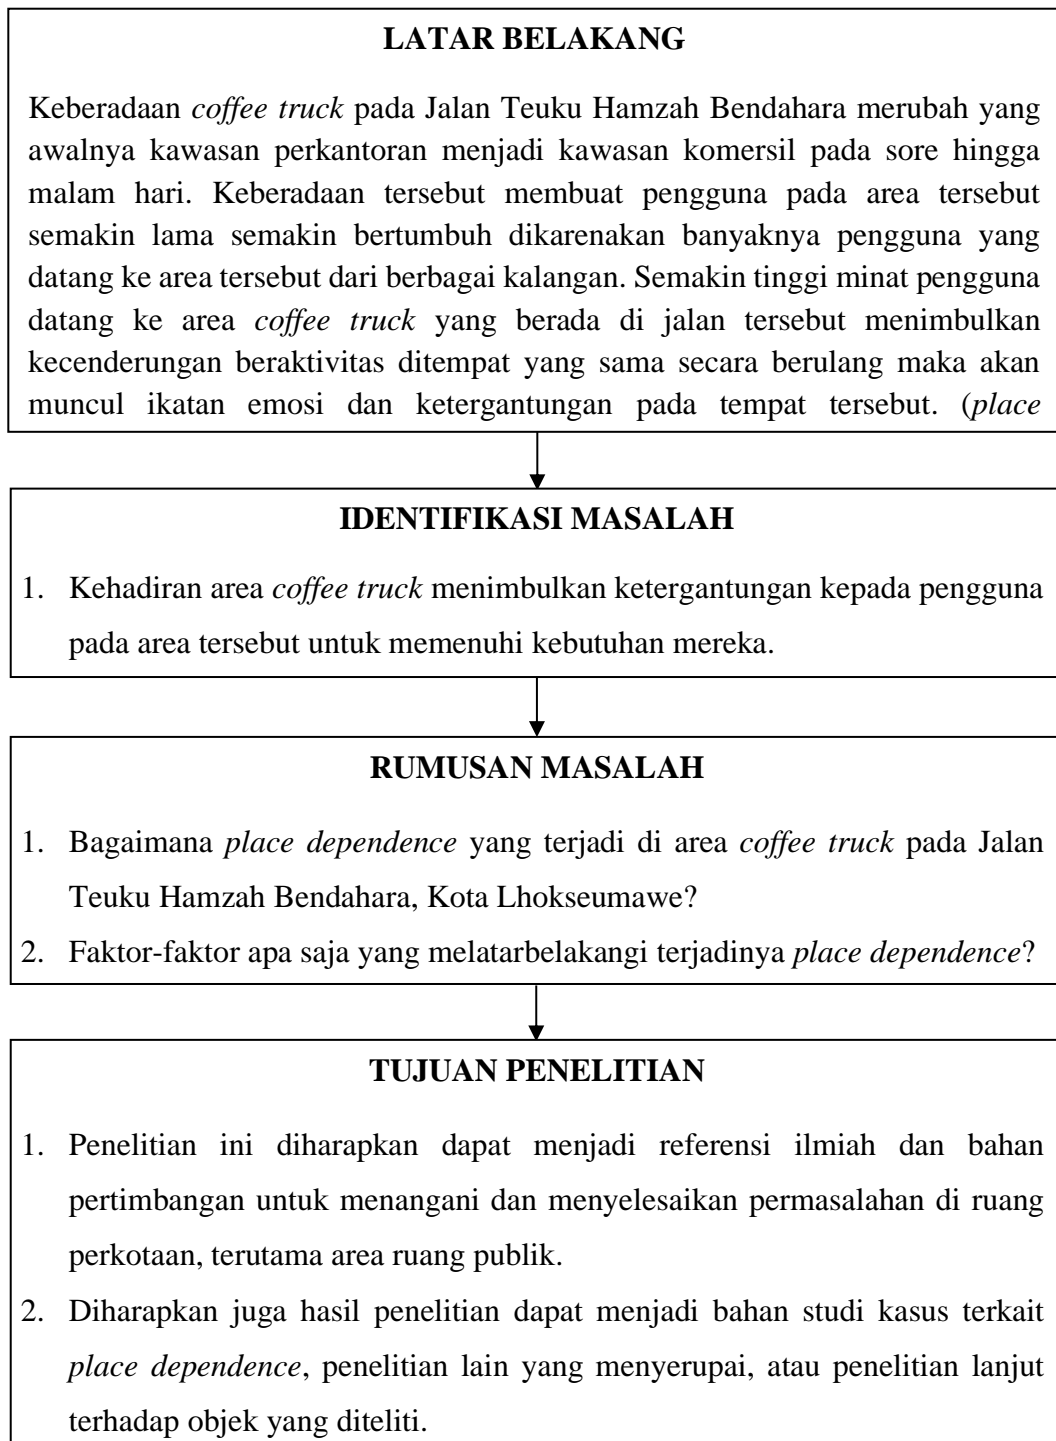 LATAR BELAKANG
Keberadaan coffee truck pada Jalan Teuku Hamzah Bendahara merubah yang
awalnya kawasan perkantoran menjadi kawasan komersil pada sore hingga
malam hari. Keberadaan tersebut membuat pengguna pada area tersebut
semakin lama semakin bertumbuh dikarenakan banyaknya pengguna yang
datang ke area tersebut dari berbagai kalangan. Semakin tinggi minat pengguna
datang ke area coffee truck yang berada di jalan tersebut menimbulkan
kecenderungan beraktivitas ditempat yang sama secara berulang maka akan
muncul ikatan emosi dan ketergantungan pada tempat tersebut. (place
IDENTIFIKASI MASALAH
1. Kehadiran area coffee truck menimbulkan ketergantungan kepada pengguna
pada area tersebut untuk memenuhi kebutuhan mereka.
RUMUSAN MASALAH
1. Bagaimana place dependence yang terjadi di area coffee truck pada Jalan
Teuku Hamzah Bendahara, Kota Lhokseumawe?
2. Faktor-faktor apa saja yang melatarbelakangi terjadinya place dependence?
TUJUAN PENELITIAN
1. Penelitian ini diharapkan dapat menjadi referensi ilmiah dan bahan
pertimbangan untuk menangani dan menyelesaikan permasalahan di ruang
perkotaan, terutama area ruang publik.
2. Diharapkan juga hasil penelitian dapat menjadi bahan studi kasus terkait
place dependence, penelitian lain yang menyerupai, atau penelitian lanjut
terhadap objek yang diteliti.